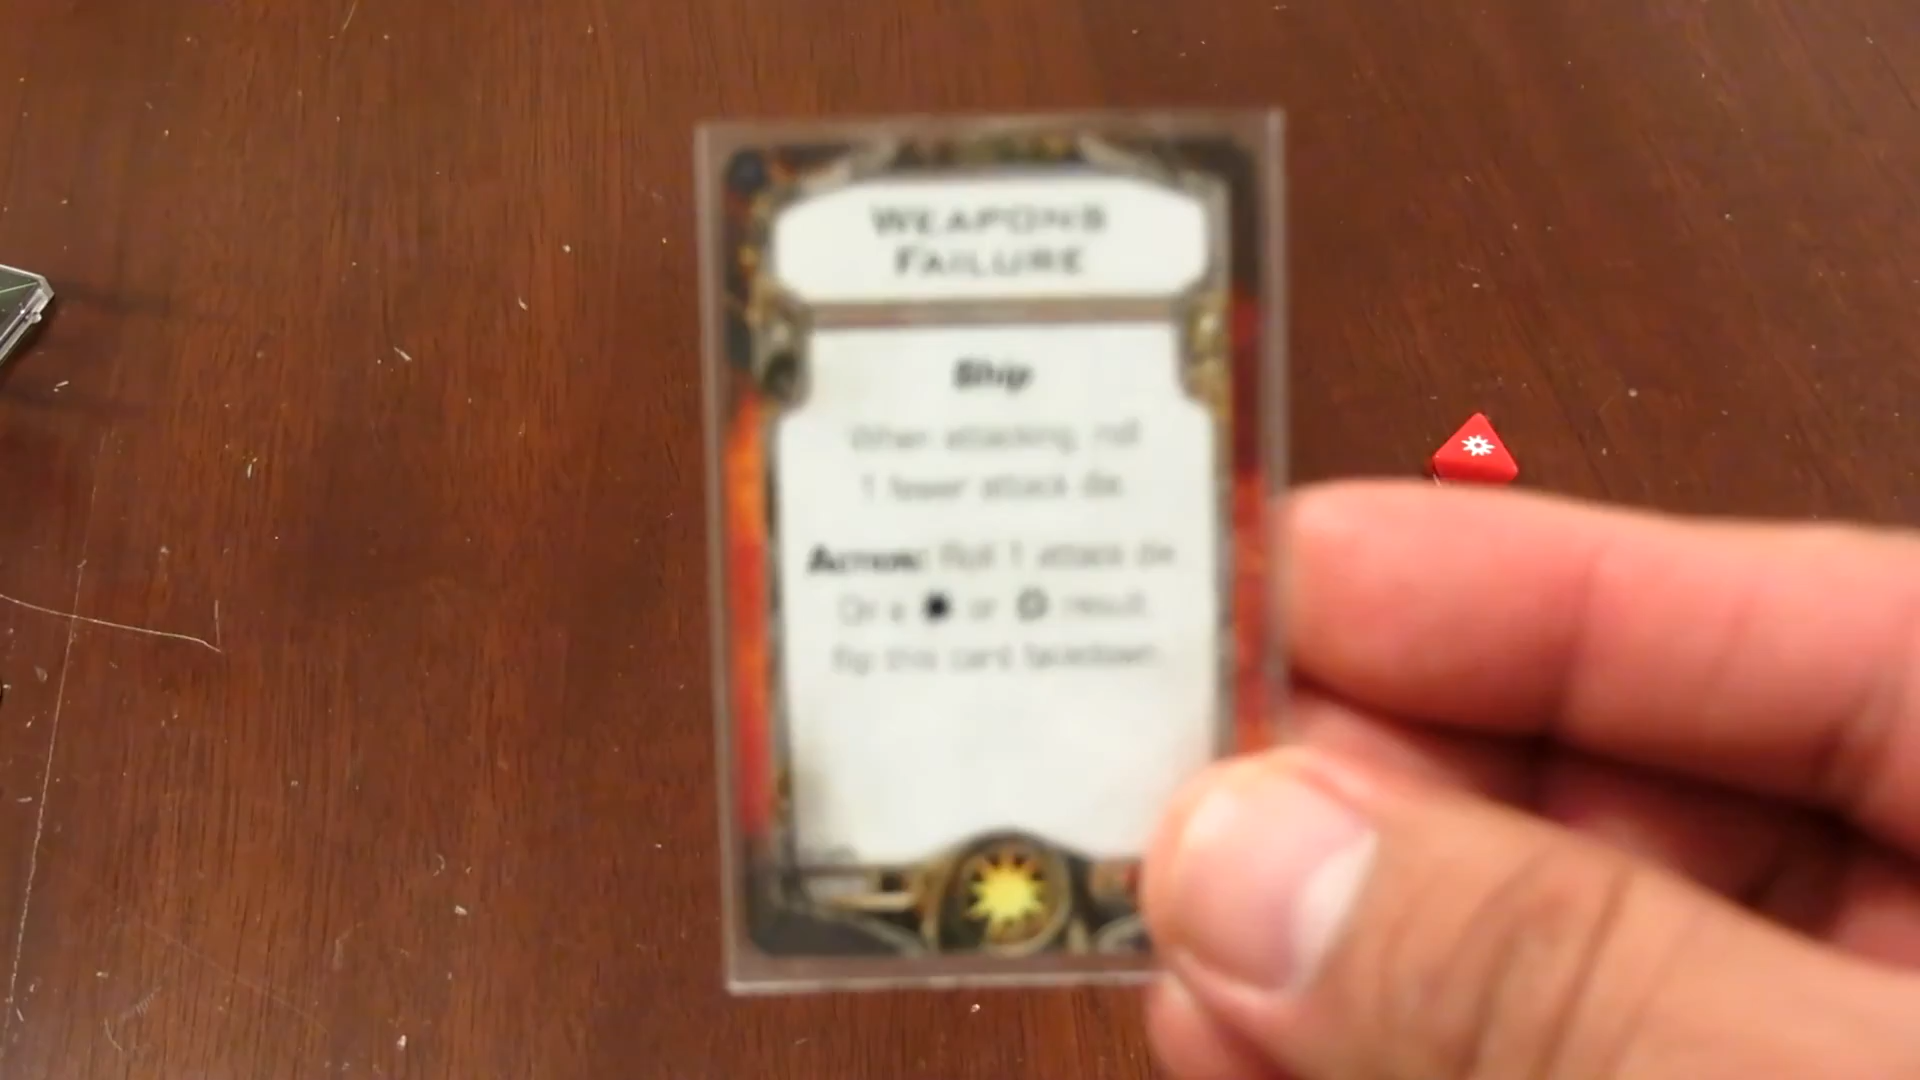 WEAPONS
FAILURE
Ship
When attacking, roll
1 fewer attack die.
ACTION: Roll 1 attack die.
On a or result,
flip this card facedown.